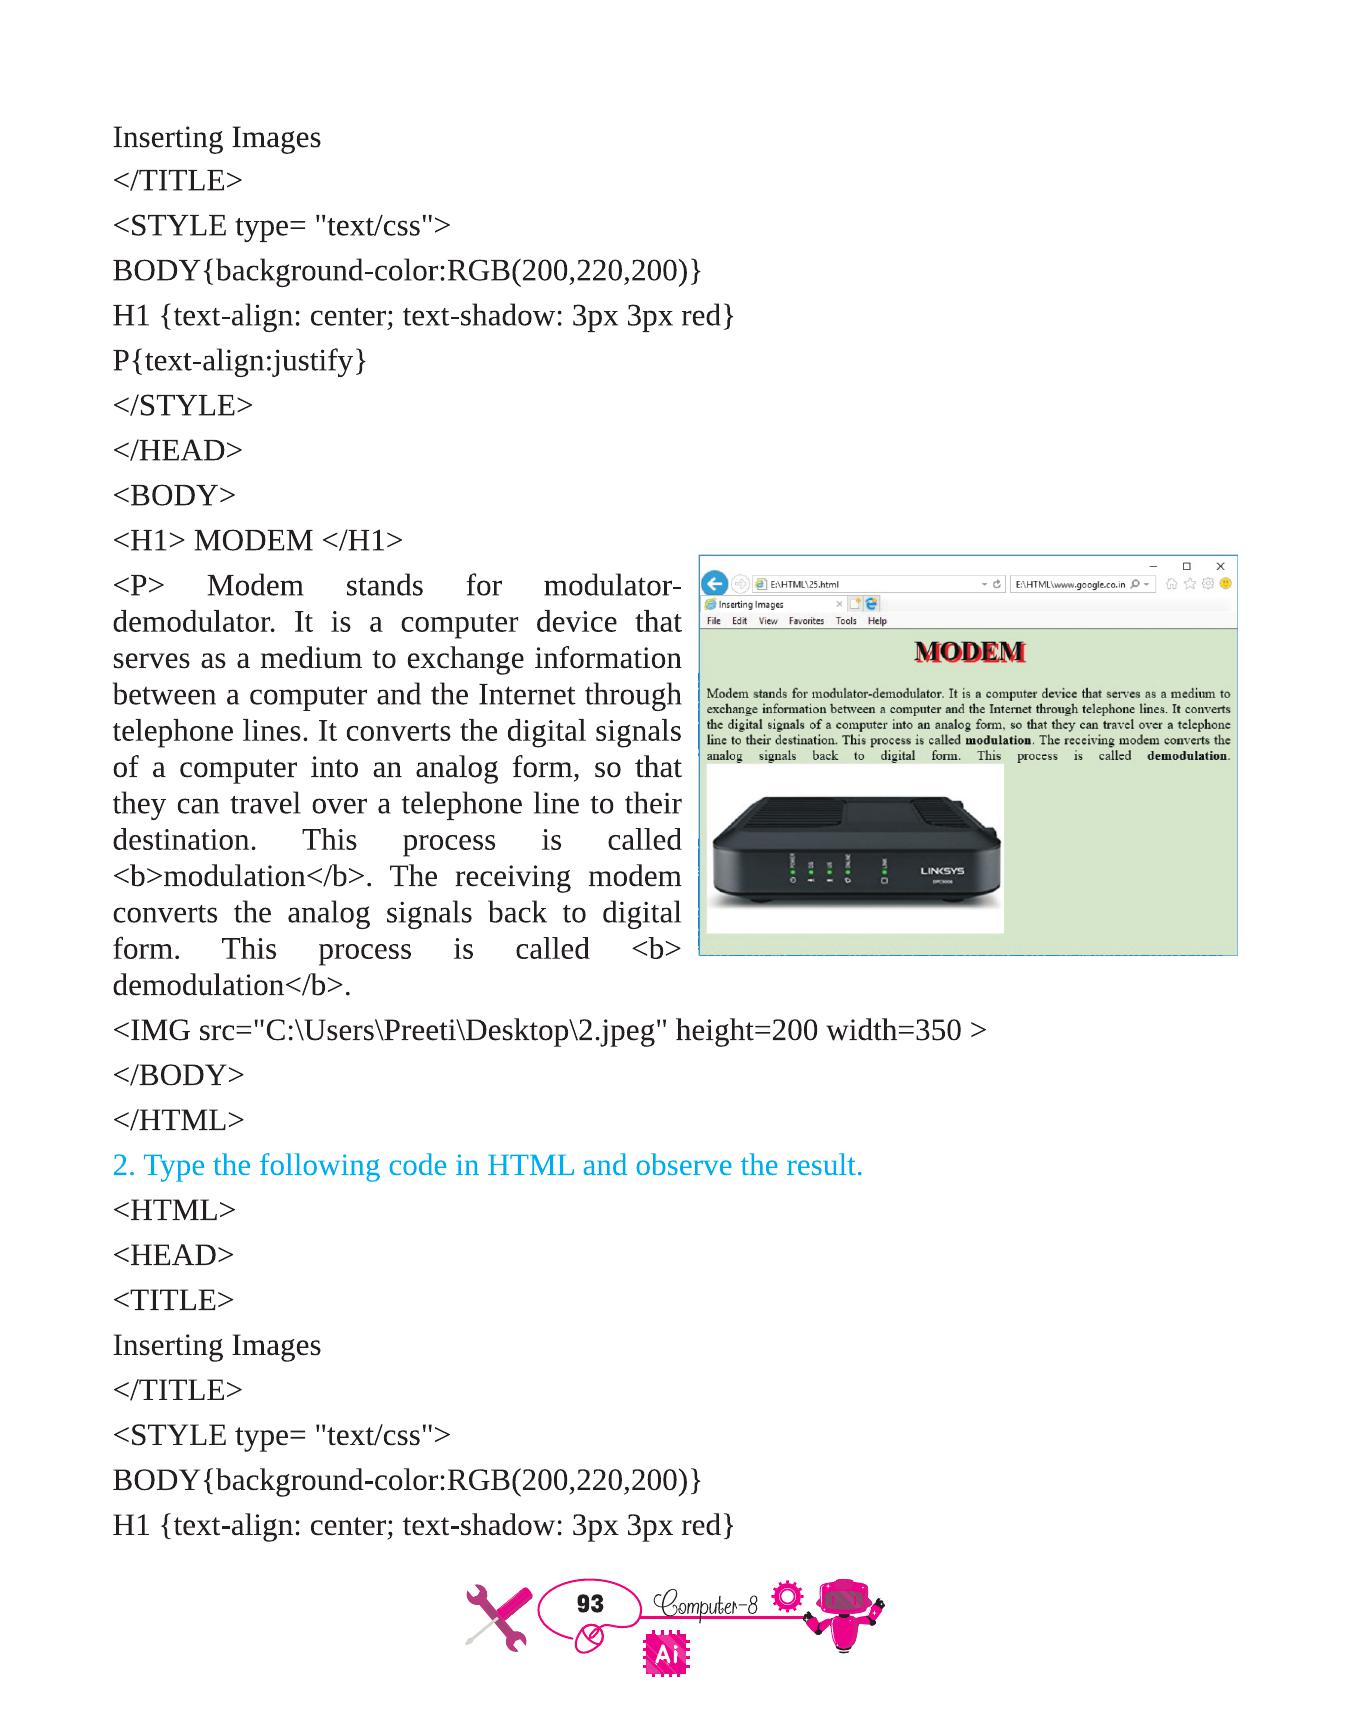 Inserting Images
</TITLE>
<STYLE type= "text/css">
BODY{background-color:RGB(200,220,200)}
H1 {text-align: center; text-shadow: 3px 3px red}
P{text-align:justify}
</STYLE>
</HEAD>
<BODY>
<H1> MODEM </H1>
<P> Modem stands for modulator-
demodulator. It is a computer device that
serves as a medium to exchange information
between a computer and the Internet through
telephone lines. It converts the digital signals
of a computer into an analog form, so that
they can travel over a telephone line to their
destination. This process is called
<b>modulation</b>. The receiving modem
converts the analog signals back to digital
form. This process is called <b>
demodulation</b>.
E:\HTML\25.html
E:\HTML\www.google.co.in
Inserting Images
File Edit View Favorites Tools Help
MODEM
Modem stands for modulator-demodulator. It is a computer device that serves as a medium to
exchange information between a computer and the Internet through telephone lines. It converts
the digital signals of a computer into an analog form, so that they can travel over a telephone
line to their destination. This process is called modulation. The receiving modem converts the
analog signals back to digital form. This process is called demodulation.
POWER DS US ONLINE LINK
LINKSYS
<IMG src="C:\Users\Preeti\Desktop\2.jpeg" height=200 width=350 >
</BODY>
</HTML>
2. Type the following code in HTML and observe the result.
<HTML>
<HEAD>
<TITLE>
Inserting Images
</TITLE>
<STYLE type= "text/css">
BODY{background-color:RGB(200,220,200)}
H1 {text-align: center; text-shadow: 3px 3px red}
93
Computer-8
Ai